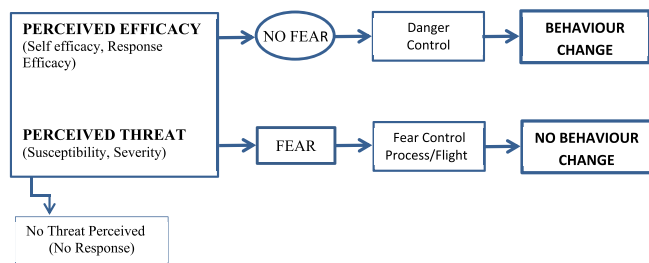 PERCEIVED EFFICACY
(Self efficacy, Response
Efficacy)
NO FEAR
Danger
Control
BEHAVIOUR
CHANGE
PERCEIVED THREAT
(Susceptibility, Severity)
FEAR
Fear Control
Process/Flight
NO BEHAVIOUR
CHANGE
No Threat Perceived
(No Response)